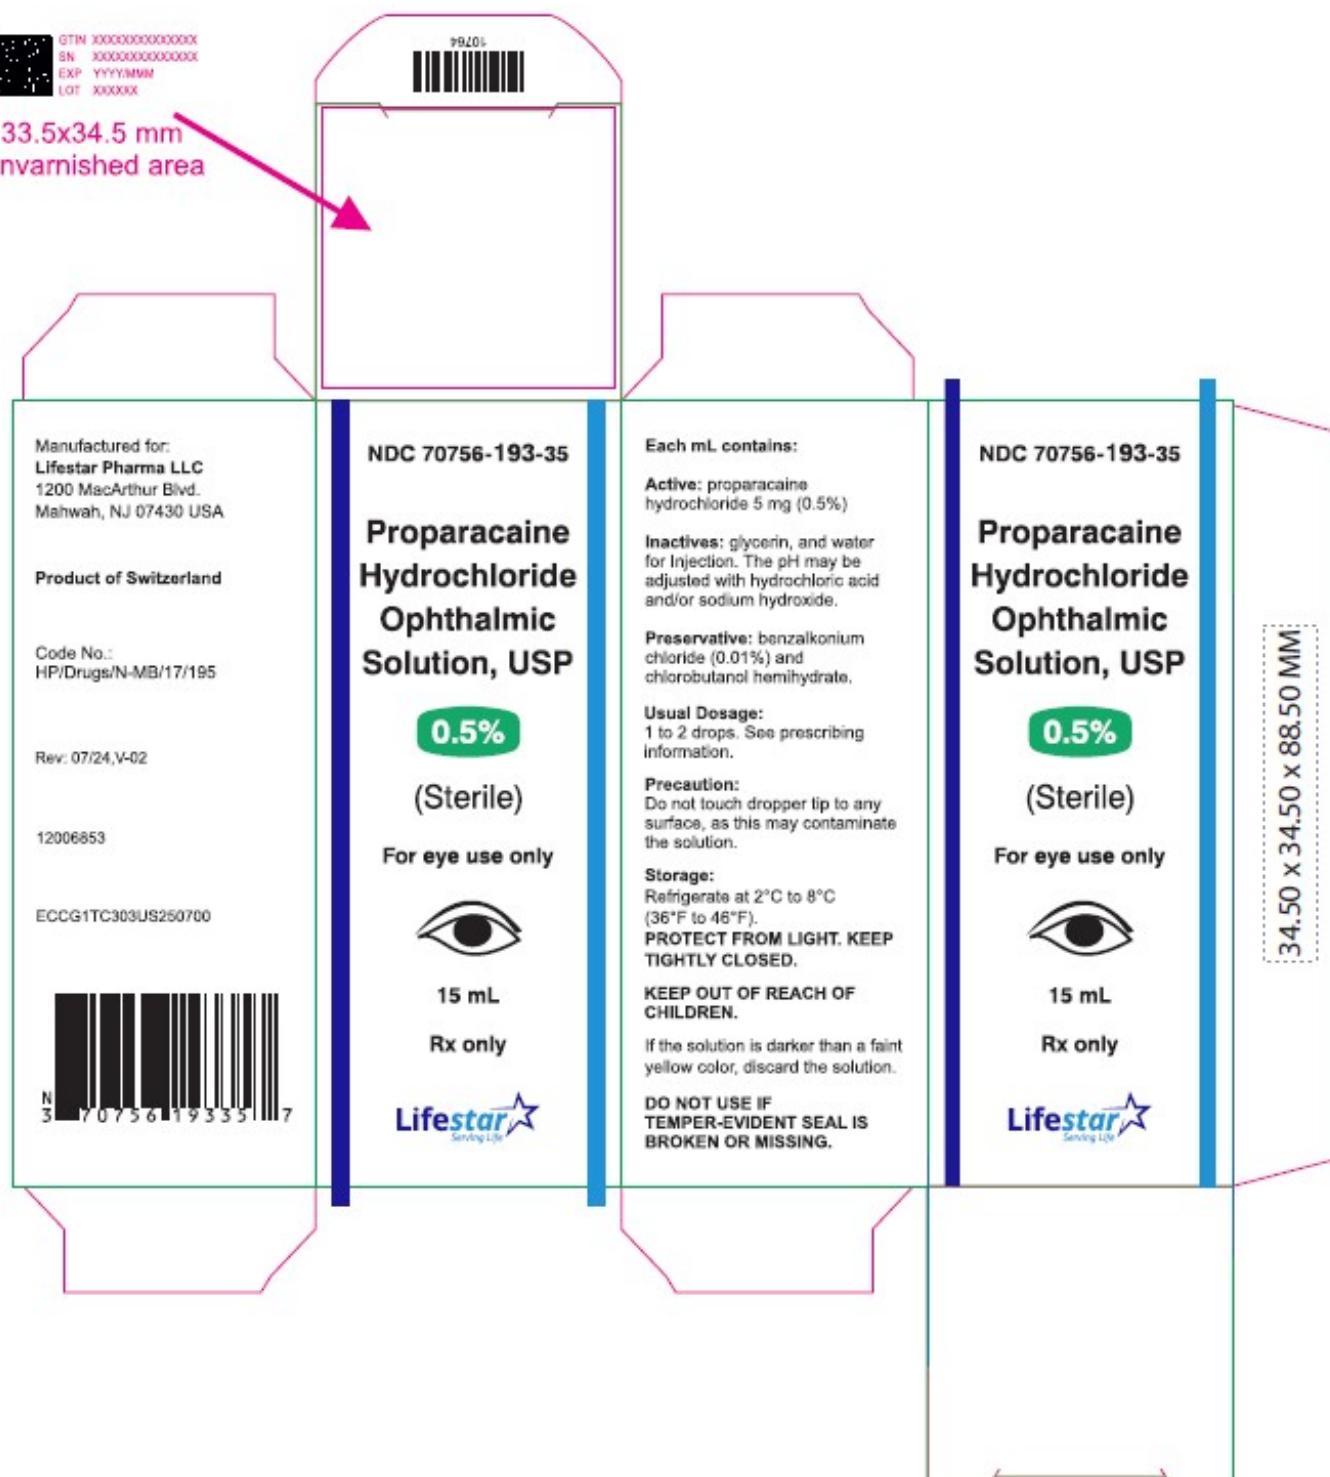 GTIN XXXXXXXXXXXXXX
SN XXXXXXXXXXXXXX
EXP YYYY/MMM
LOT XXXXXX
33.5x34.5 mm
nvarnished area
10764
Manufactured for:
Lifestar Pharma LLC
1200 MacArthur Blvd.
Mahwah, NJ 07430 USA
Product of Switzerland
Code No.:
HP/Drugs/N-MB/17/195
Rev: 07/24,V-02
12006853
ECCG1TC303US250700
N
3 70756 19335 7
NDC 70756-193-35
Proparacaine
Hydrochloride
Ophthalmic
Solution, USP
0.5%
(Sterile)
For eye use only
15 mL
Rx only
Lifestar
Serving Life
Each mL contains:
Active: proparacaine
hydrochloride 5 mg (0.5%)
Inactives: glycerin, and water
for Injection. The pH may be
adjusted with hydrochloric acid
and/or sodium hydroxide.
Preservative: benzalkonium
chloride (0.01%) and
chlorobutanol hemihydrate.
Usual Dosage:
1 to 2 drops. See prescribing
information.
Precaution:
Do not touch dropper tip to any
surface, as this may contaminate
the solution.
Storage:
Refrigerate at 2°C to 8°C
(36°F to 46°F).
PROTECT FROM LIGHT. KEEP
TIGHTLY CLOSED.
KEEP OUT OF REACH OF
CHILDREN.
If the solution is darker than a faint
yellow color, discard the solution.
DO NOT USE IF
TEMPER-EVIDENT SEAL IS
BROKEN OR MISSING.
NDC 70756-193-35
Proparacaine
Hydrochloride
Ophthalmic
Solution, USP
0.5%
(Sterile)
For eye use only
15 mL
Rx only
Lifestar
Serving Life
34.50 x 34.50 x 88.50 MM